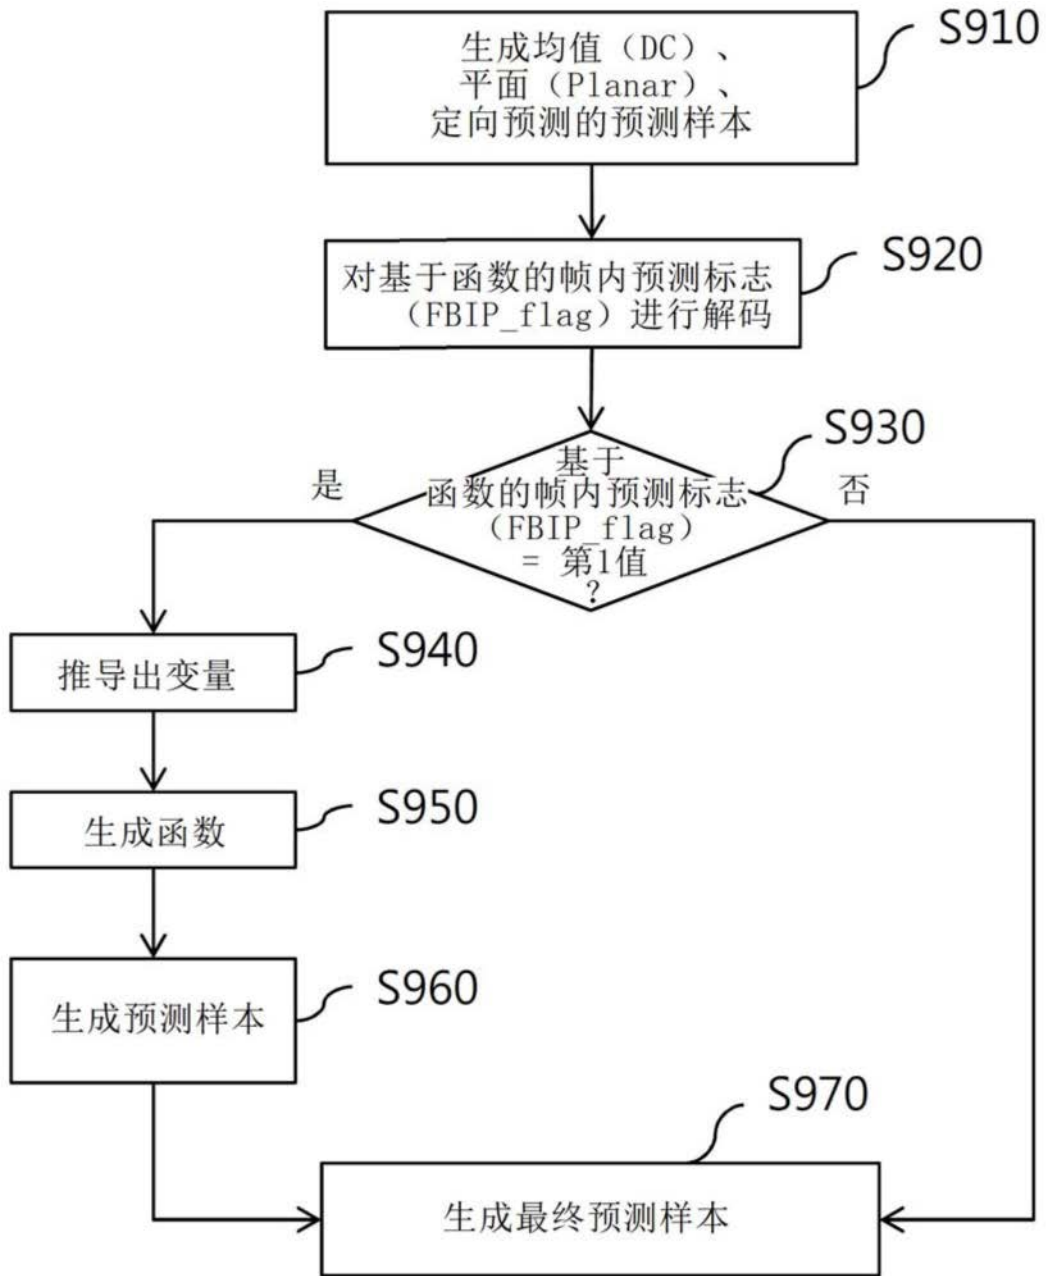 生成均值（DC）、
平面（Planar）、
定向预测的预测样本
S910
对基于函数的帧内预测标志
（FBIP_flag）进行解码
S920
基于
函数的帧内预测标志
（FBIP_flag）
= 第1值
?
S930
是
否
推导出变量
S940
生成函数
S950
生成预测样本
S960
生成最终预测样本
S970